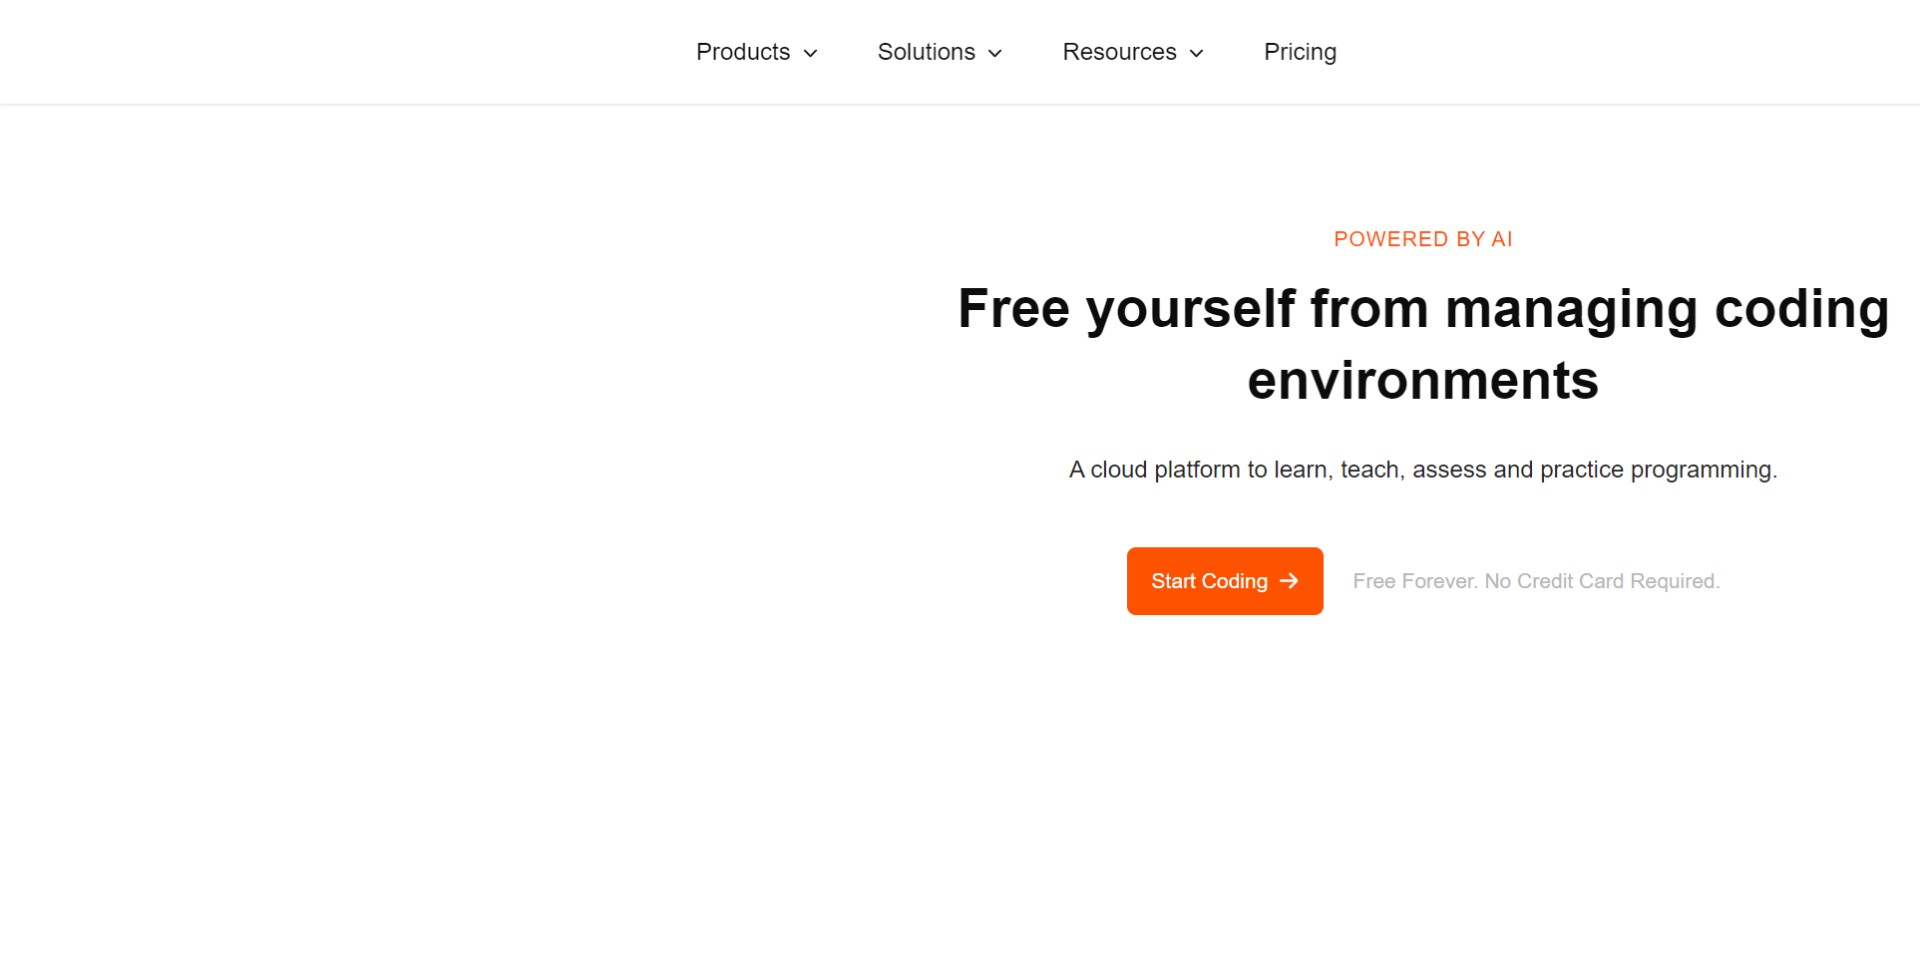 Products Solutions Resources Pricing
POWERED BY AI
Free yourself from managing coding
environments
A cloud platform to learn, teach, assess and practice programming.
Start Coding → Free Forever. No Credit Card Required.